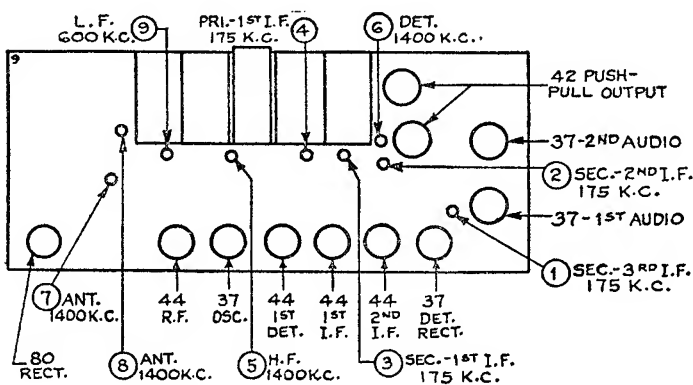 L.F. ⑨
600 K.C.
PRI.-1ST I.F. ④
175 K.C.
⑥ DET.
1400 K.C.
9
42 PUSH-
PULL OUTPUT
37-2ND AUDIO
② SEC.-2ND I.F.
175 K.C.
37-1ST AUDIO
① SEC.-3RD I.F.
175 K.C.
⑦ ANT.
1400K.C.
44
R.F.
37
OSC.
44
1ST
DET.
44
1ST
I.F.
44
2ND
I.F.
37
DET.
RECT.
80
RECT.
⑧ ANT.
1400K.C.
⑤ H.F.
1400K.C.
③ SEC.-1ST I.F.
175 K.C.